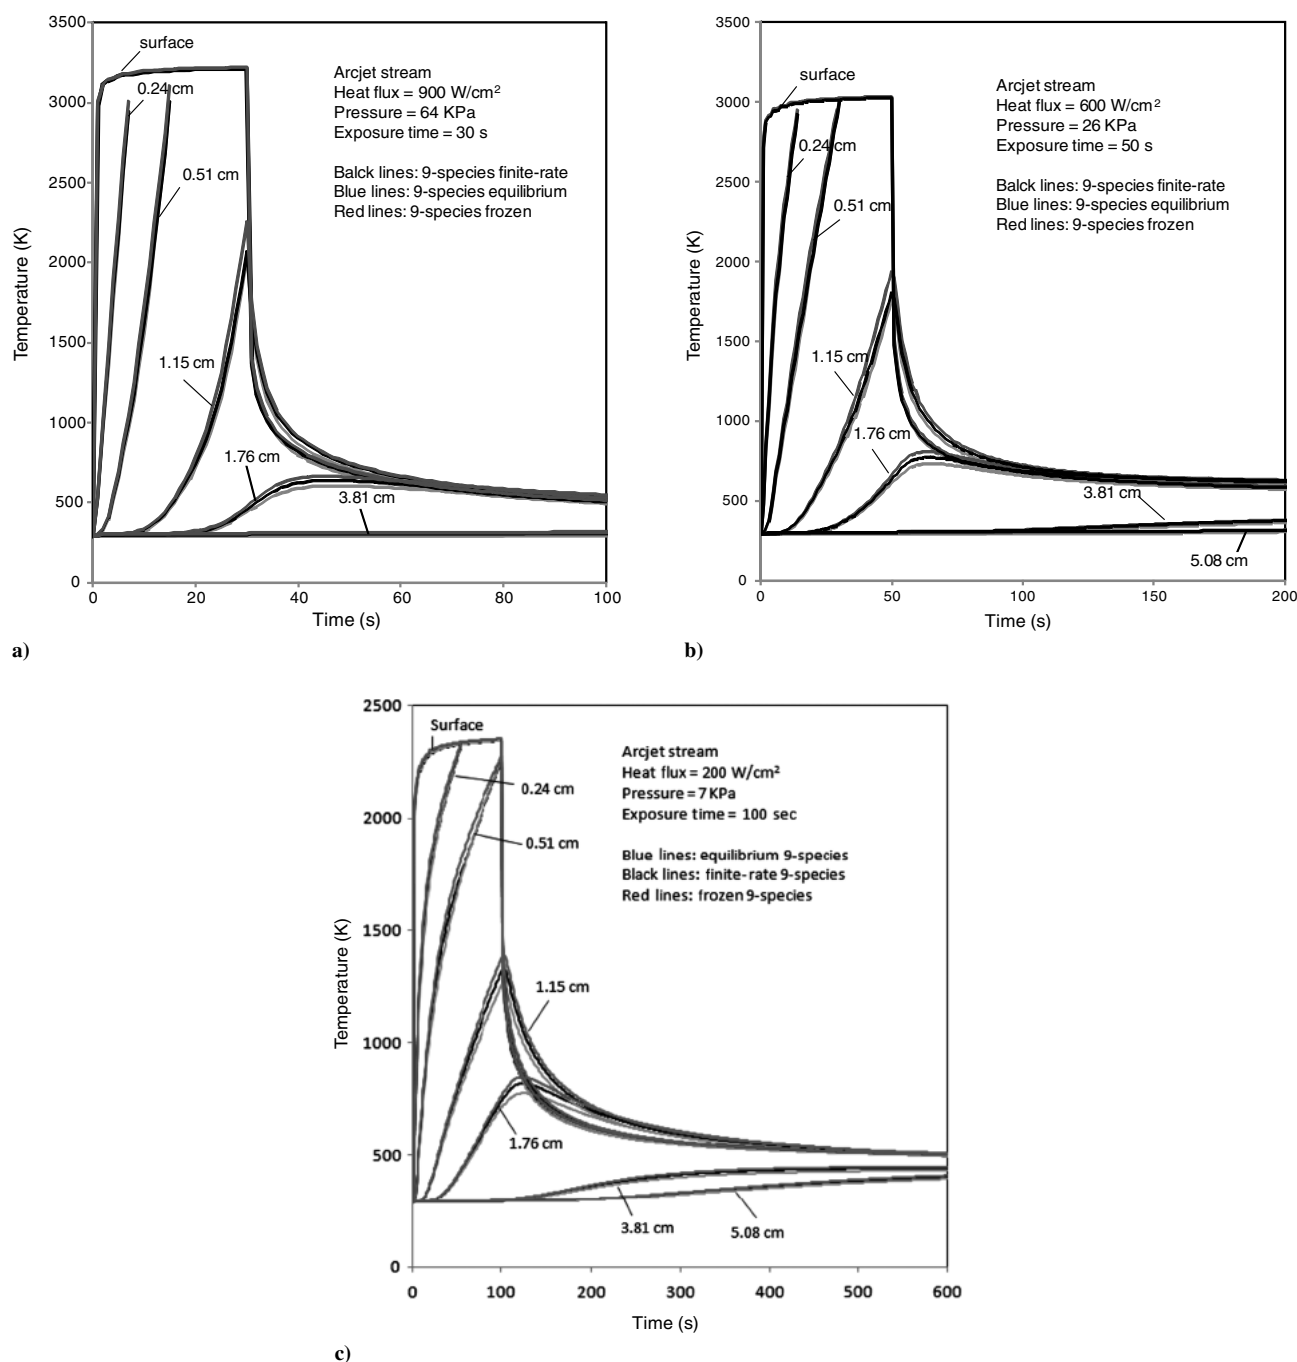 3500
3000
2500
2000
1500
1000
500
0
Temperature (K)
surface
0.24 cm
0.51 cm
1.15 cm
1.76 cm
3.81 cm
Arcjet stream
Heat flux = 900 W/cm²
Pressure = 64 KPa
Exposure time = 30 s
Balck lines: 9-species finite-rate
Blue lines: 9-species equilibrium
Red lines: 9-species frozen
0 20 40 60 80 100
Time (s)
a)
3500
3000
2500
2000
1500
1000
500
0
Temperature (K)
surface
0.24 cm
0.51 cm
1.15 cm
1.76 cm
3.81 cm
5.08 cm
Arcjet stream
Heat flux = 600 W/cm²
Pressure = 26 KPa
Exposure time = 50 s
Balck lines: 9-species finite-rate
Blue lines: 9-species equilibrium
Red lines: 9-species frozen
0 50 100 150 200
Time (s)
b)
2500
2000
1500
1000
500
0
Temperature (K)
Surface
0.24 cm
0.51 cm
1.15 cm
1.76 cm
3.81 cm
5.08 cm
Arcjet stream
Heat flux = 200 W/cm²
Pressure = 7 KPa
Exposure time = 100 sec
Blue lines: equilibrium 9-species
Black lines: finite-rate 9-species
Red lines: frozen 9-species
0 100 200 300 400 500 600
Time (s)
c)